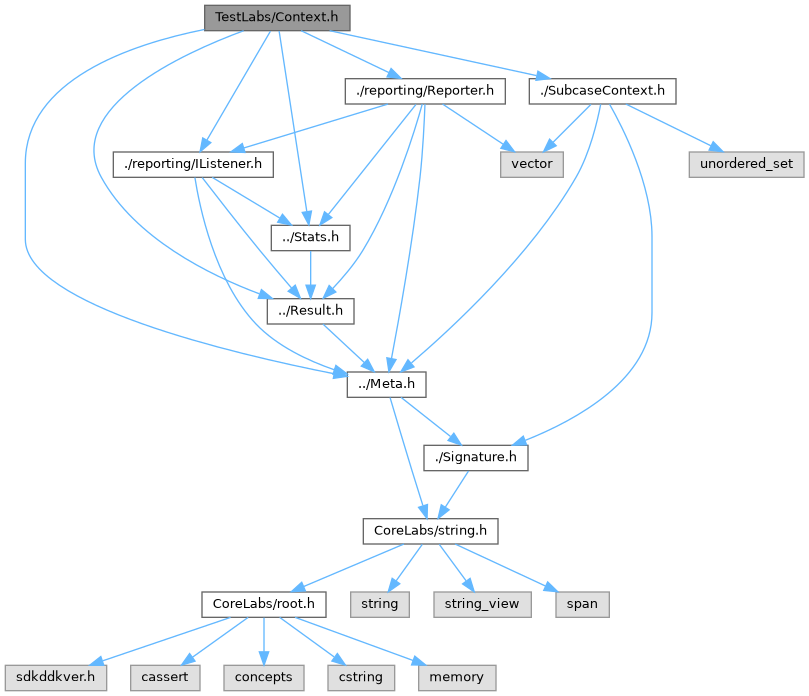 TestLabs/Context.h
./reporting/Reporter.h
./SubcaseContext.h
./reporting/IListener.h
vector
unordered_set
../Stats.h
../Result.h
../Meta.h
./Signature.h
CoreLabs/string.h
CoreLabs/root.h
string
string_view
span
sdkddkver.h
cassert
concepts
cstring
memory